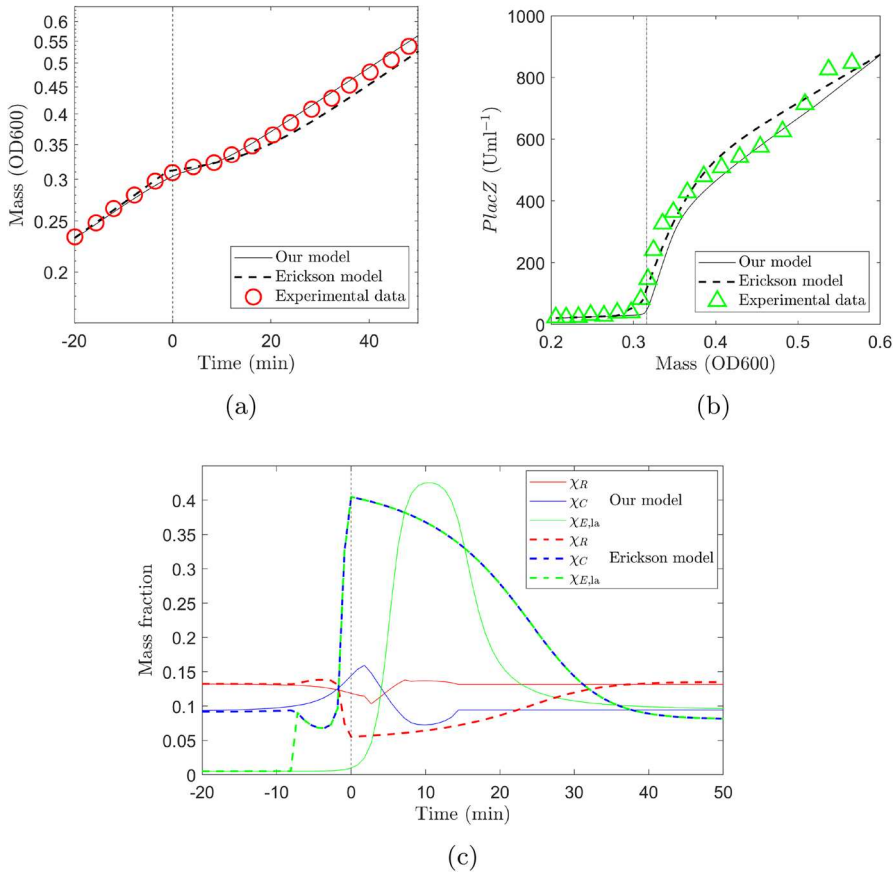 0.6
0.55
0.5
0.45
0.4
0.35
0.3
0.25
0.2
Mass (OD600)
-20
0
20
40
Time (min)
Our model
Erickson model
Experimental data
(a)
1000
800
600
400
200
0
PlacZ (Uml−1)
0.2
0.3
0.4
0.5
0.6
Mass (OD600)
Our model
Erickson model
Experimental data
(b)
0.4
0.35
0.3
0.25
0.2
0.15
0.1
0.05
0
Mass fraction
-20
-10
0
10
20
30
40
50
Time (min)
χR
χC Our model
χE,la
χR
χC Erickson model
χE,la
(c)